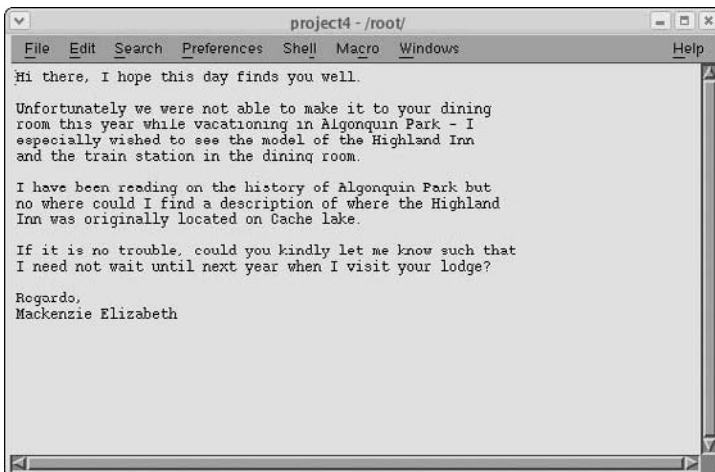 project4 - /root/
File Edit Search Preferences Shell Macro Windows Help
Hi there, I hope this day finds you well.
Unfortunately we were not able to make it to your dining
room this year while vacationing in Algonquin Park - I
especially wished to see the model of the Highland Inn
and the train station in the dining room.
I have been reading on the history of Algonquin Park but
no where could I find a description of where the Highland
Inn was originally located on Cache lake.
If it is no trouble, could you kindly let me know such that
I need not wait until next year when I visit your lodge?
Regards,
Mackenzie Elizabeth